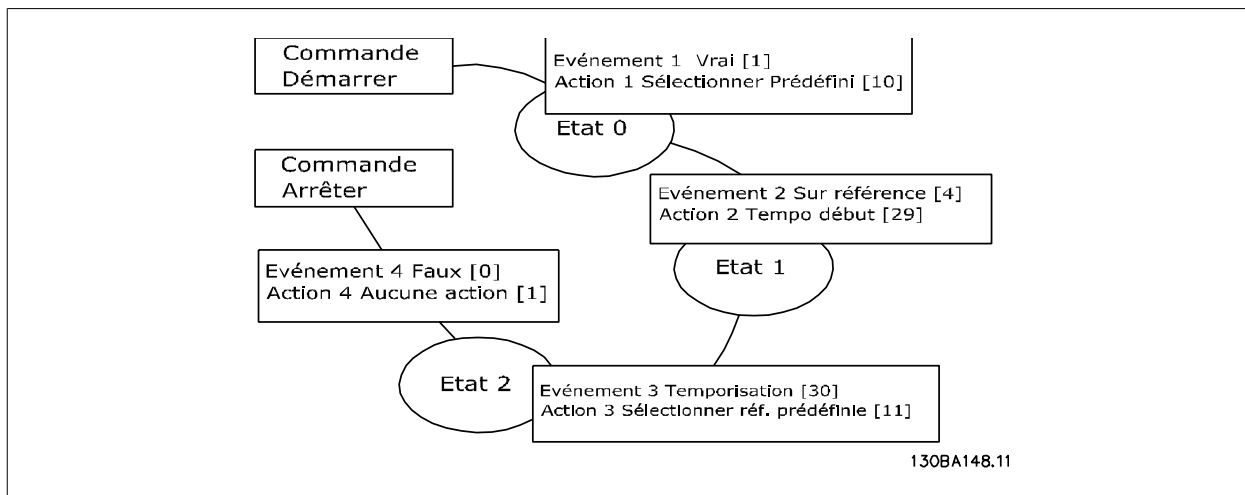 Commande
Démarrer
Evénement 1 Vrai [1]
Action 1 Sélectionner Prédéfini [10]
Etat 0
Commande
Arrêter
Evénement 2 Sur référence [4]
Action 2 Tempo début [29]
Etat 1
Evénement 4 Faux [0]
Action 4 Aucune action [1]
Etat 2
Evénement 3 Temporisation [30]
Action 3 Sélectionner réf. prédéfinie [11]
130BA148.11